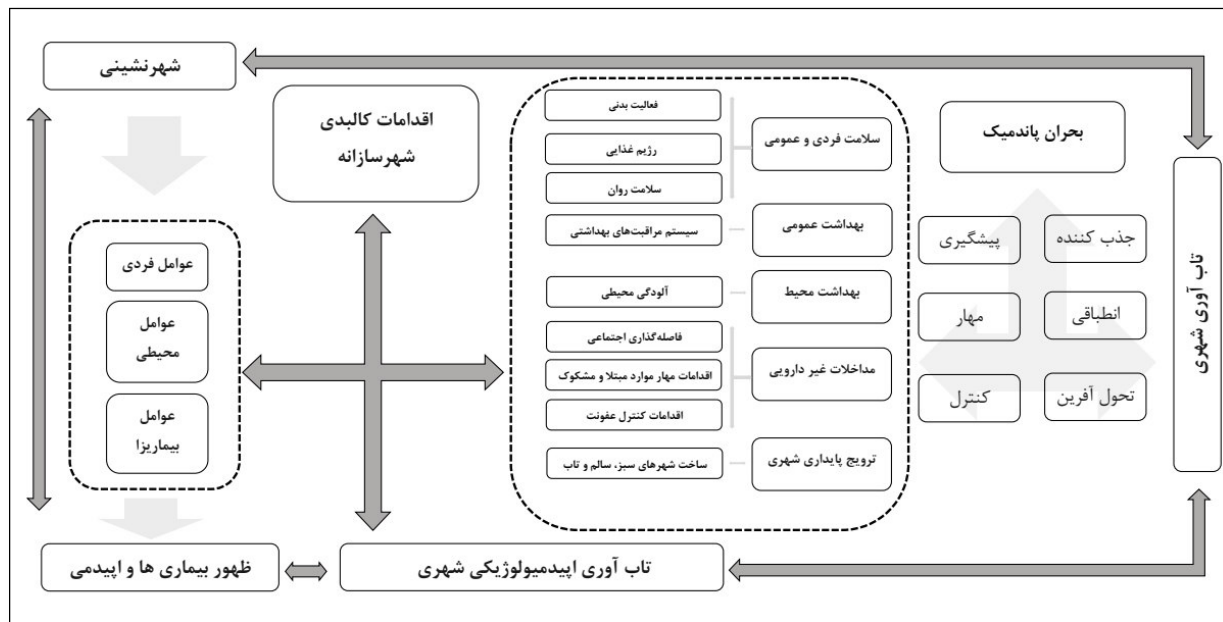 شهرنشینی
اقدامات کالبدی
شهرسازانه
فعالیت بدنی
رژیم غذایی
سلامت روان
سیستم مراقبت‌های بهداشتی
آلودگی محیطی
فاصله‌گذاری اجتماعی
اقدامات مهار موارد مبتلا و مشکوک
اقدامات کنترل عفونت
ساخت شهرهای سبز، سالم و تاب
سلامت فردی و عمومی
بهداشت عمومی
بهداشت محیط
مداخلات غیر دارویی
ترویج پایداری شهری
بحران پاندمیک
جذب کننده
پیشگیری
انطباقی
مهار
تحول آفرین
کنترل
تاب آوری شهری
عوامل فردی
عوامل
محیطی
عوامل
بیماریزا
ظهور بیماری ها و اپیدمی
تاب آوری اپیدمیولوژیکی شهری